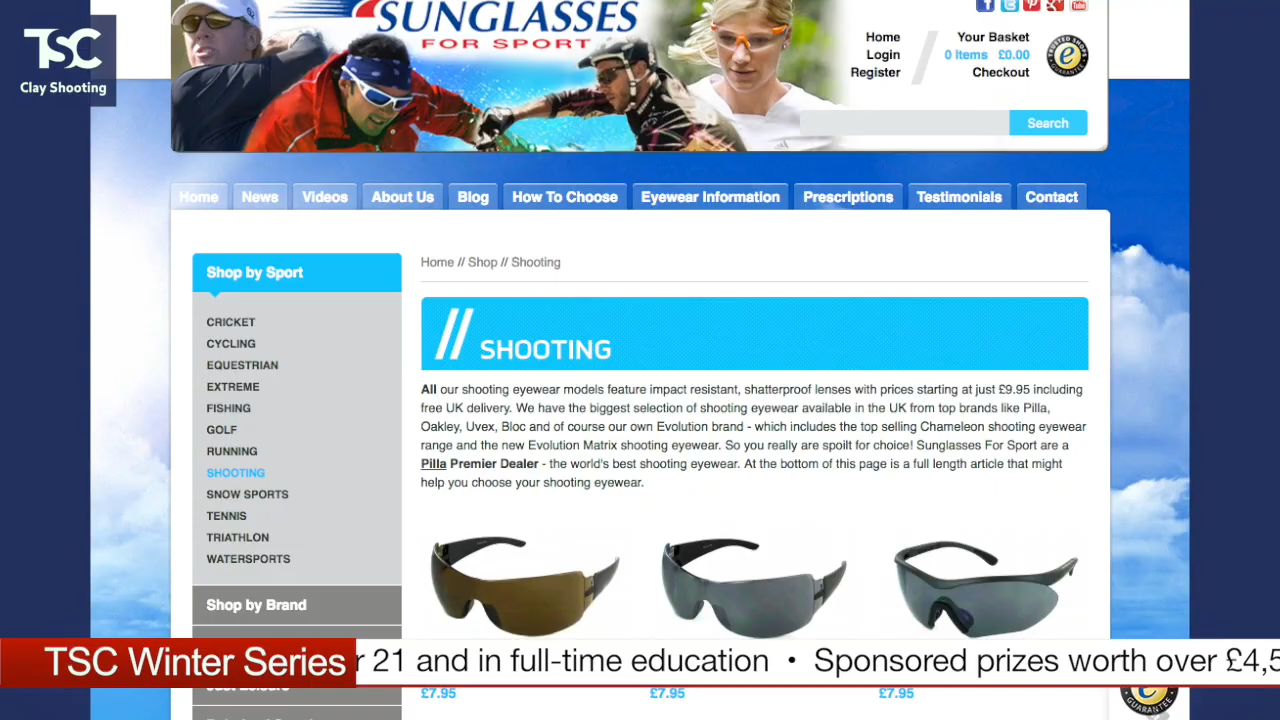 TSC
Clay Shooting
SUNGLASSES
FOR SPORT
Home
Login
Register
Your Basket
0 Items £0.00
Checkout
TRUSTED SHOPS
GUARANTEE
Search
Home
News
Videos
About Us
Blog
How To Choose
Eyewear Information
Prescriptions
Testimonials
Contact
Shop by Sport
CRICKET
CYCLING
EQUESTRIAN
EXTREME
FISHING
GOLF
RUNNING
SHOOTING
SNOW SPORTS
TENNIS
TRIATHLON
WATERSPORTS
Shop by Brand
Home // Shop // Shooting
// SHOOTING
All our shooting eyewear models feature impact resistant, shatterproof lenses with prices starting at just £9.95 including
free UK delivery. We have the biggest selection of shooting eyewear available in the UK from top brands like Pilla,
Oakley, Uvex, Bloc and of course our own Evolution brand - which includes the top selling Chameleon shooting eyewear
range and the new Evolution Matrix shooting eyewear. So you really are spoilt for choice! Sunglasses For Sport are a
Pilla Premier Dealer - the world's best shooting eyewear. At the bottom of this page is a full length article that might
help you choose your shooting eyewear.
TSC Winter Series
r 21 and in full-time education • Sponsored prizes worth over £4,5
£7.95
£7.95
£7.95
GUARANTEE